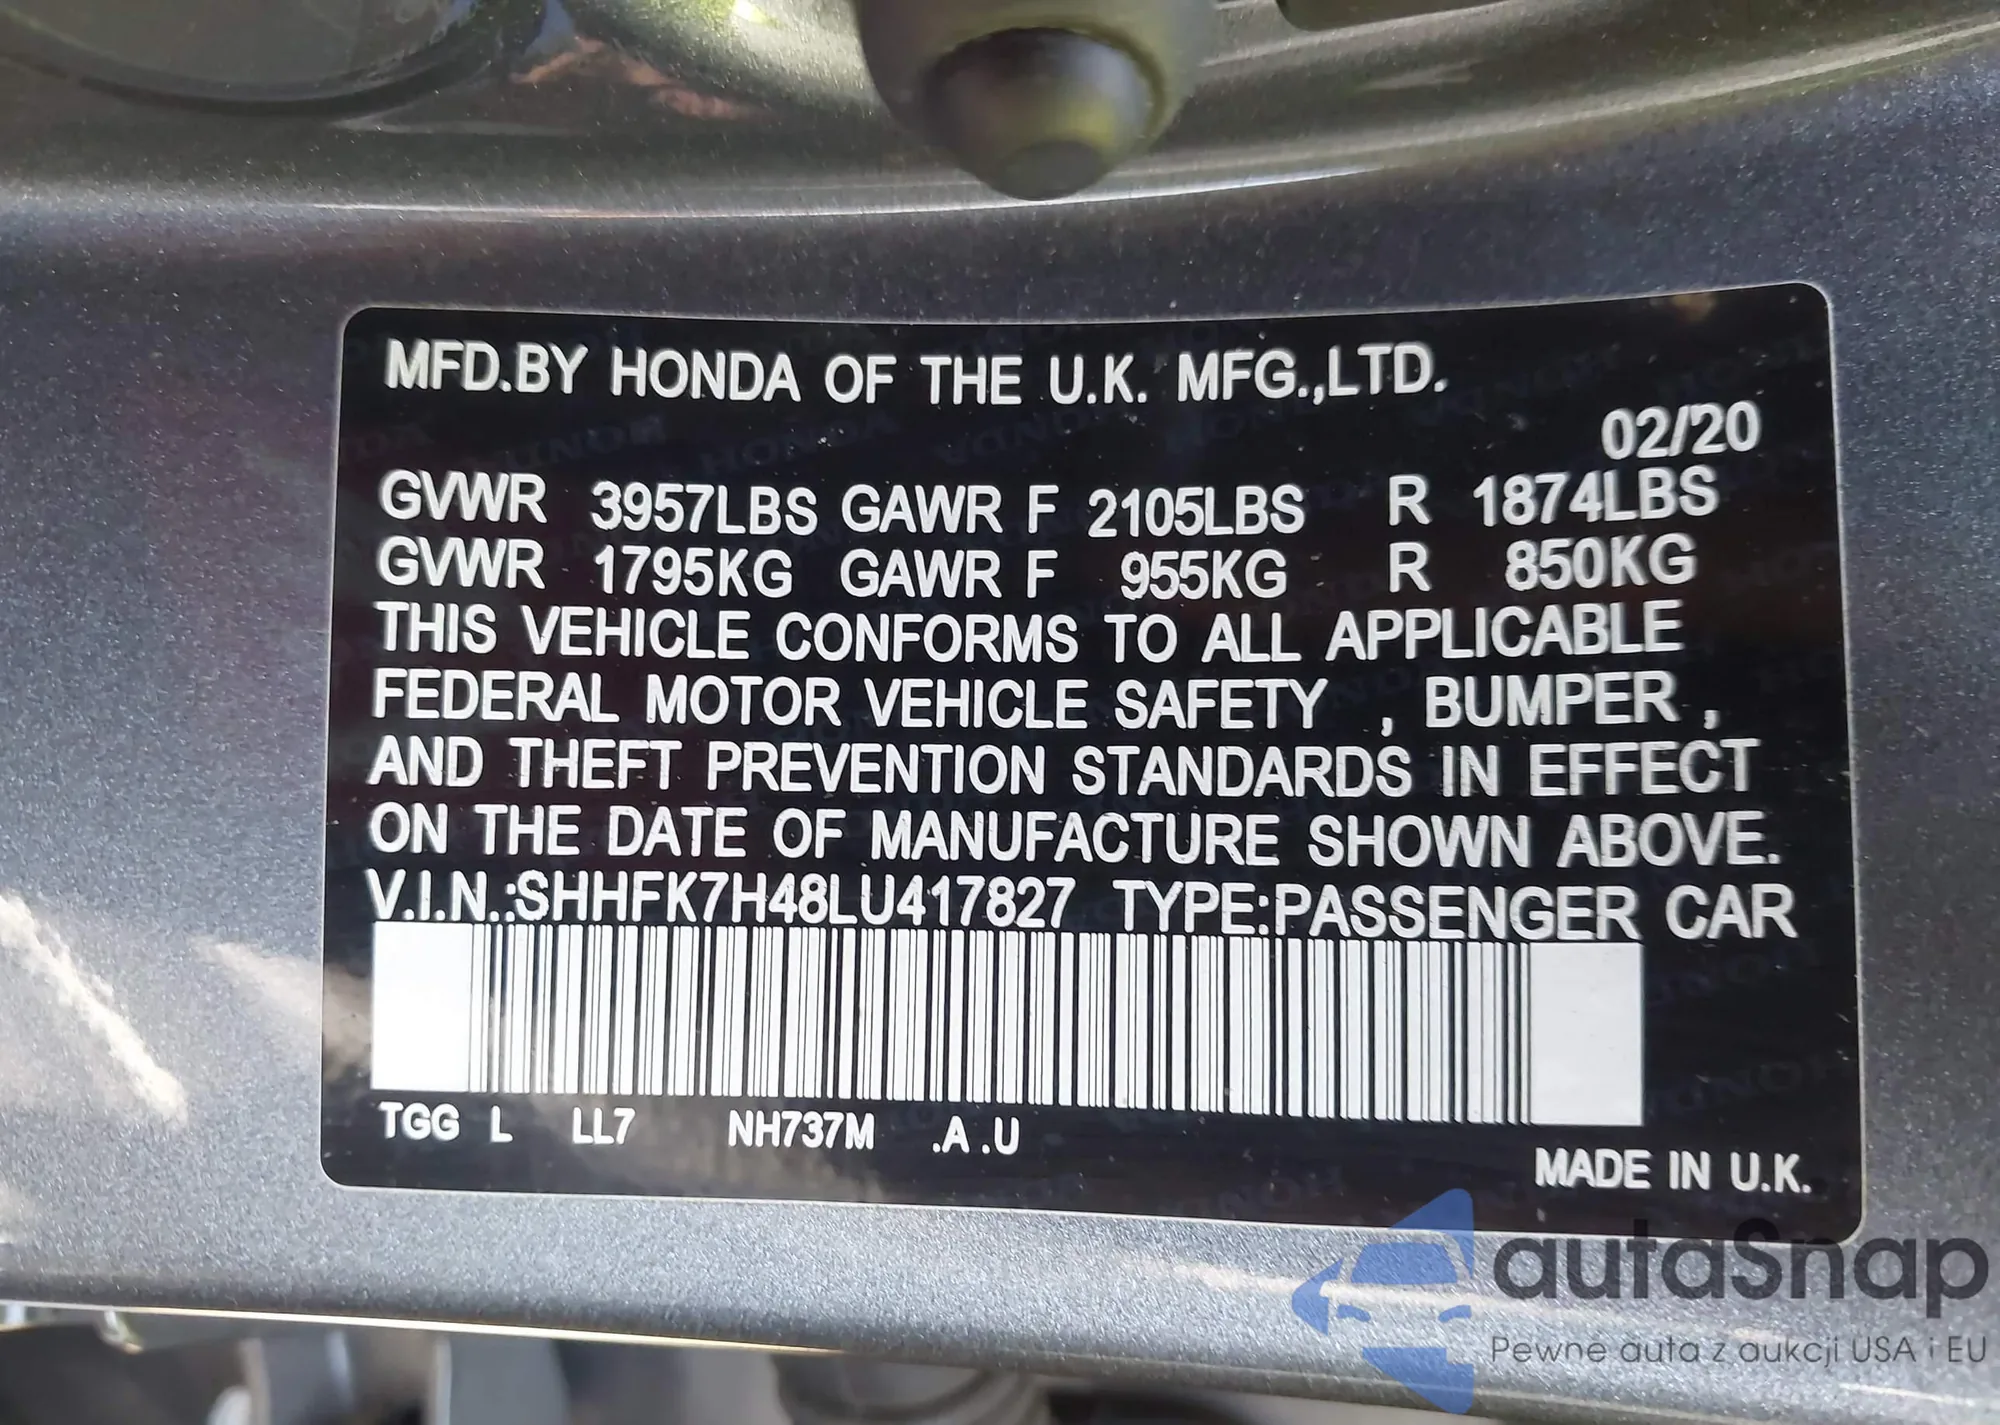 MFD.BY HONDA OF THE U.K. MFG.,LTD.
02/20
GVWR 3957LBS GAWR F 2105LBS R 1874LBS
GVWR 1795KG GAWR F 955KG R 850KG
THIS VEHICLE CONFORMS TO ALL APPLICABLE
FEDERAL MOTOR VEHICLE SAFETY , BUMPER ,
AND THEFT PREVENTION STANDARDS IN EFFECT
ON THE DATE OF MANUFACTURE SHOWN ABOVE.
V.I.N.:SHHFK7H48LU417827 TYPE:PASSENGER CAR
TGG L LL7 NH737M .A .U
MADE IN U.K.
autaSnap
Pewne auta z aukcji USA i EU